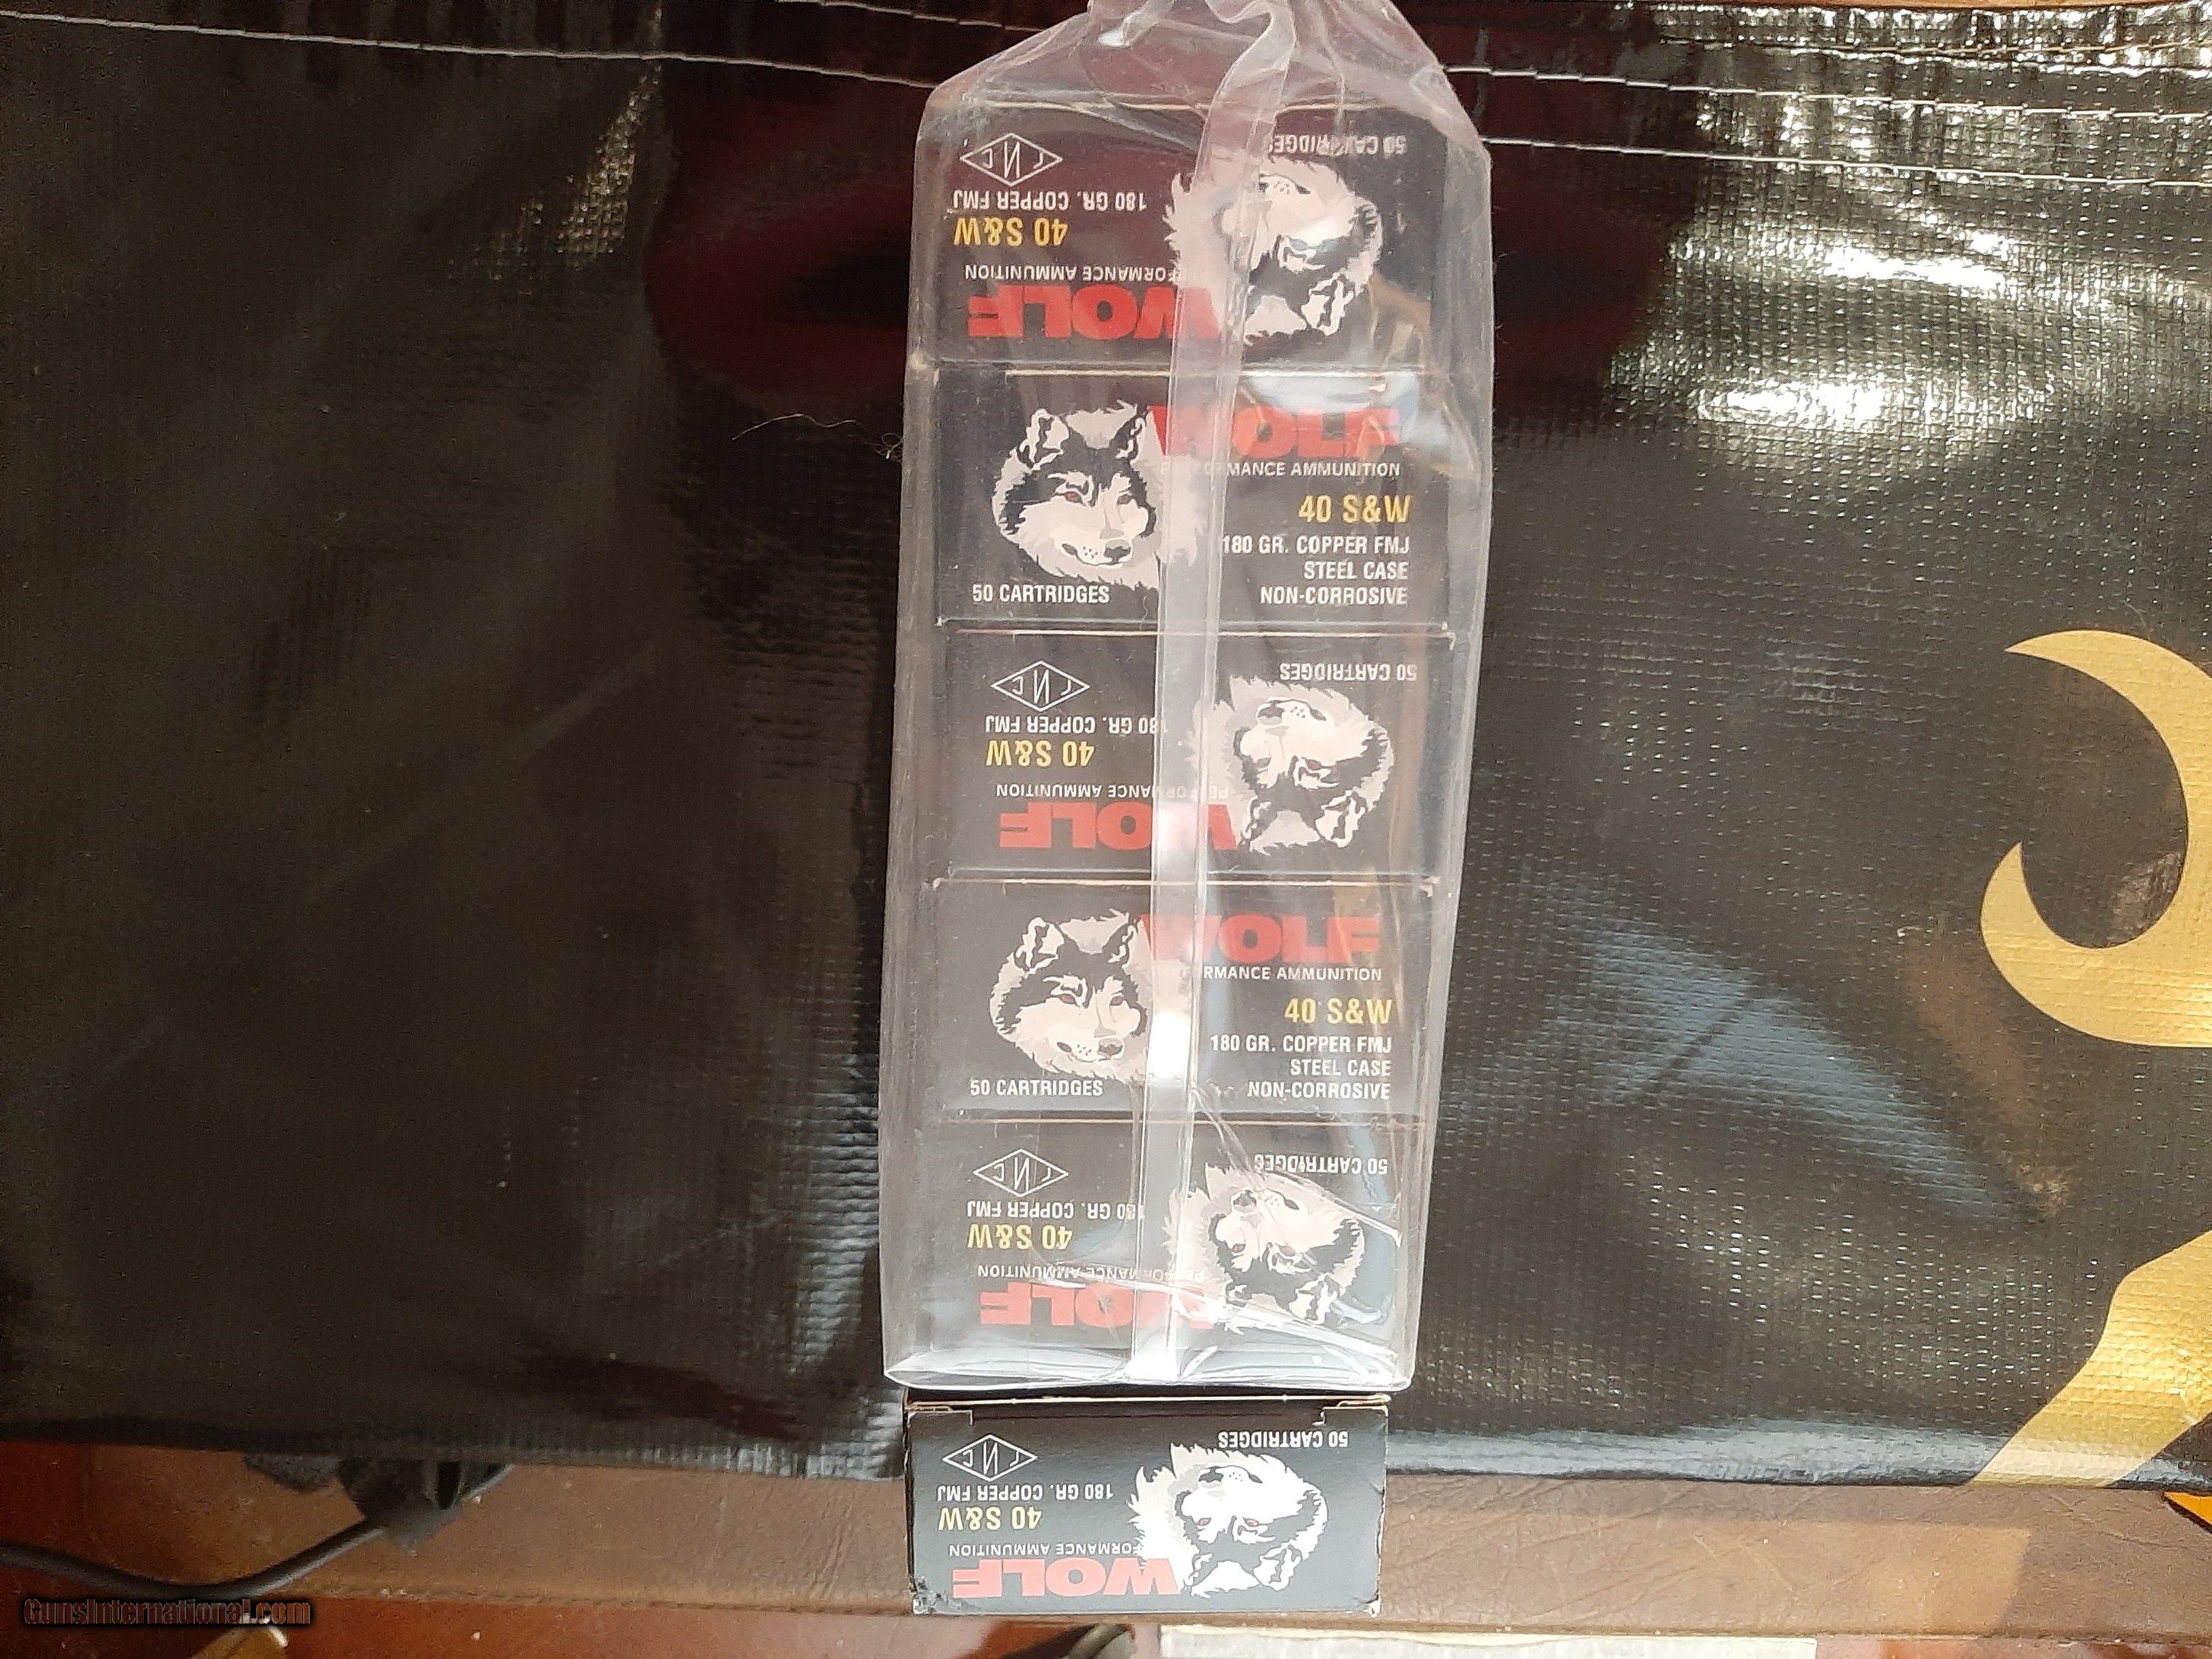 50 CARTRIDGES
180 GR. COPPER FMJ
40 S&W
PERFORMANCE AMMUNITION
WOLF
WOLF
PERFORMANCE AMMUNITION
40 S&W
180 GR. COPPER FMJ
STEEL CASE
50 CARTRIDGES
NON-CORROSIVE
50 CARTRIDGES
180 GR. COPPER FMJ
40 S&W
PERFORMANCE AMMUNITION
WOLF
WOLF
PERFORMANCE AMMUNITION
40 S&W
180 GR. COPPER FMJ
STEEL CASE
50 CARTRIDGES
NON-CORROSIVE
50 CARTRIDGES
180 GR. COPPER FMJ
40 S&W
PERFORMANCE AMMUNITION
WOLF
50 CARTRIDGES
180 GR. COPPER FMJ
40 S&W
PERFORMANCE AMMUNITION
WOLF
GunsInternational.com